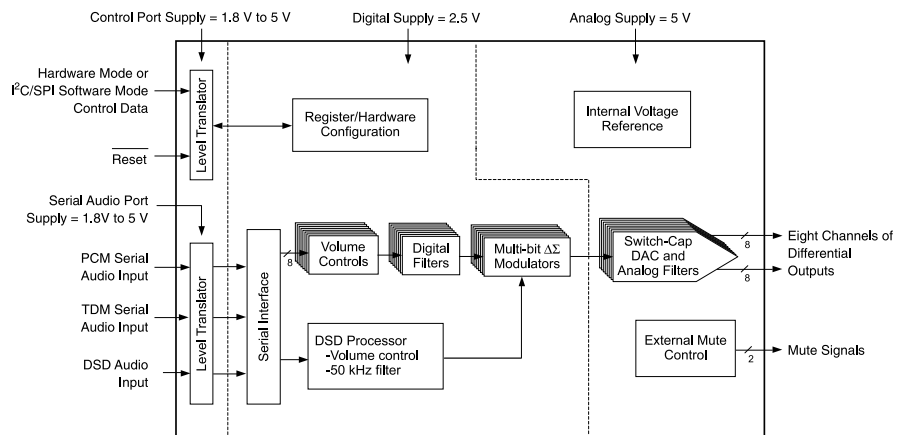 Control Port Supply = 1.8 V to 5 V
Digital Supply = 2.5 V
Analog Supply = 5 V
Hardware Mode or
I²C/SPI Software Mode
Control Data
Level Translator
Register/Hardware
Configuration
Internal Voltage
Reference
Reset
Serial Audio Port
Supply = 1.8V to 5 V
PCM Serial
Audio Input
TDM Serial
Audio Input
DSD Audio
Input
Level Translator
Serial Interface
8
Volume
Controls
Digital
Filters
Multi-bit ΔΣ
Modulators
Switch-Cap
DAC and
Analog Filters
8
8
Eight Channels of
Differential
Outputs
DSD Processor
-Volume control
-50 kHz filter
External Mute
Control
2
Mute Signals